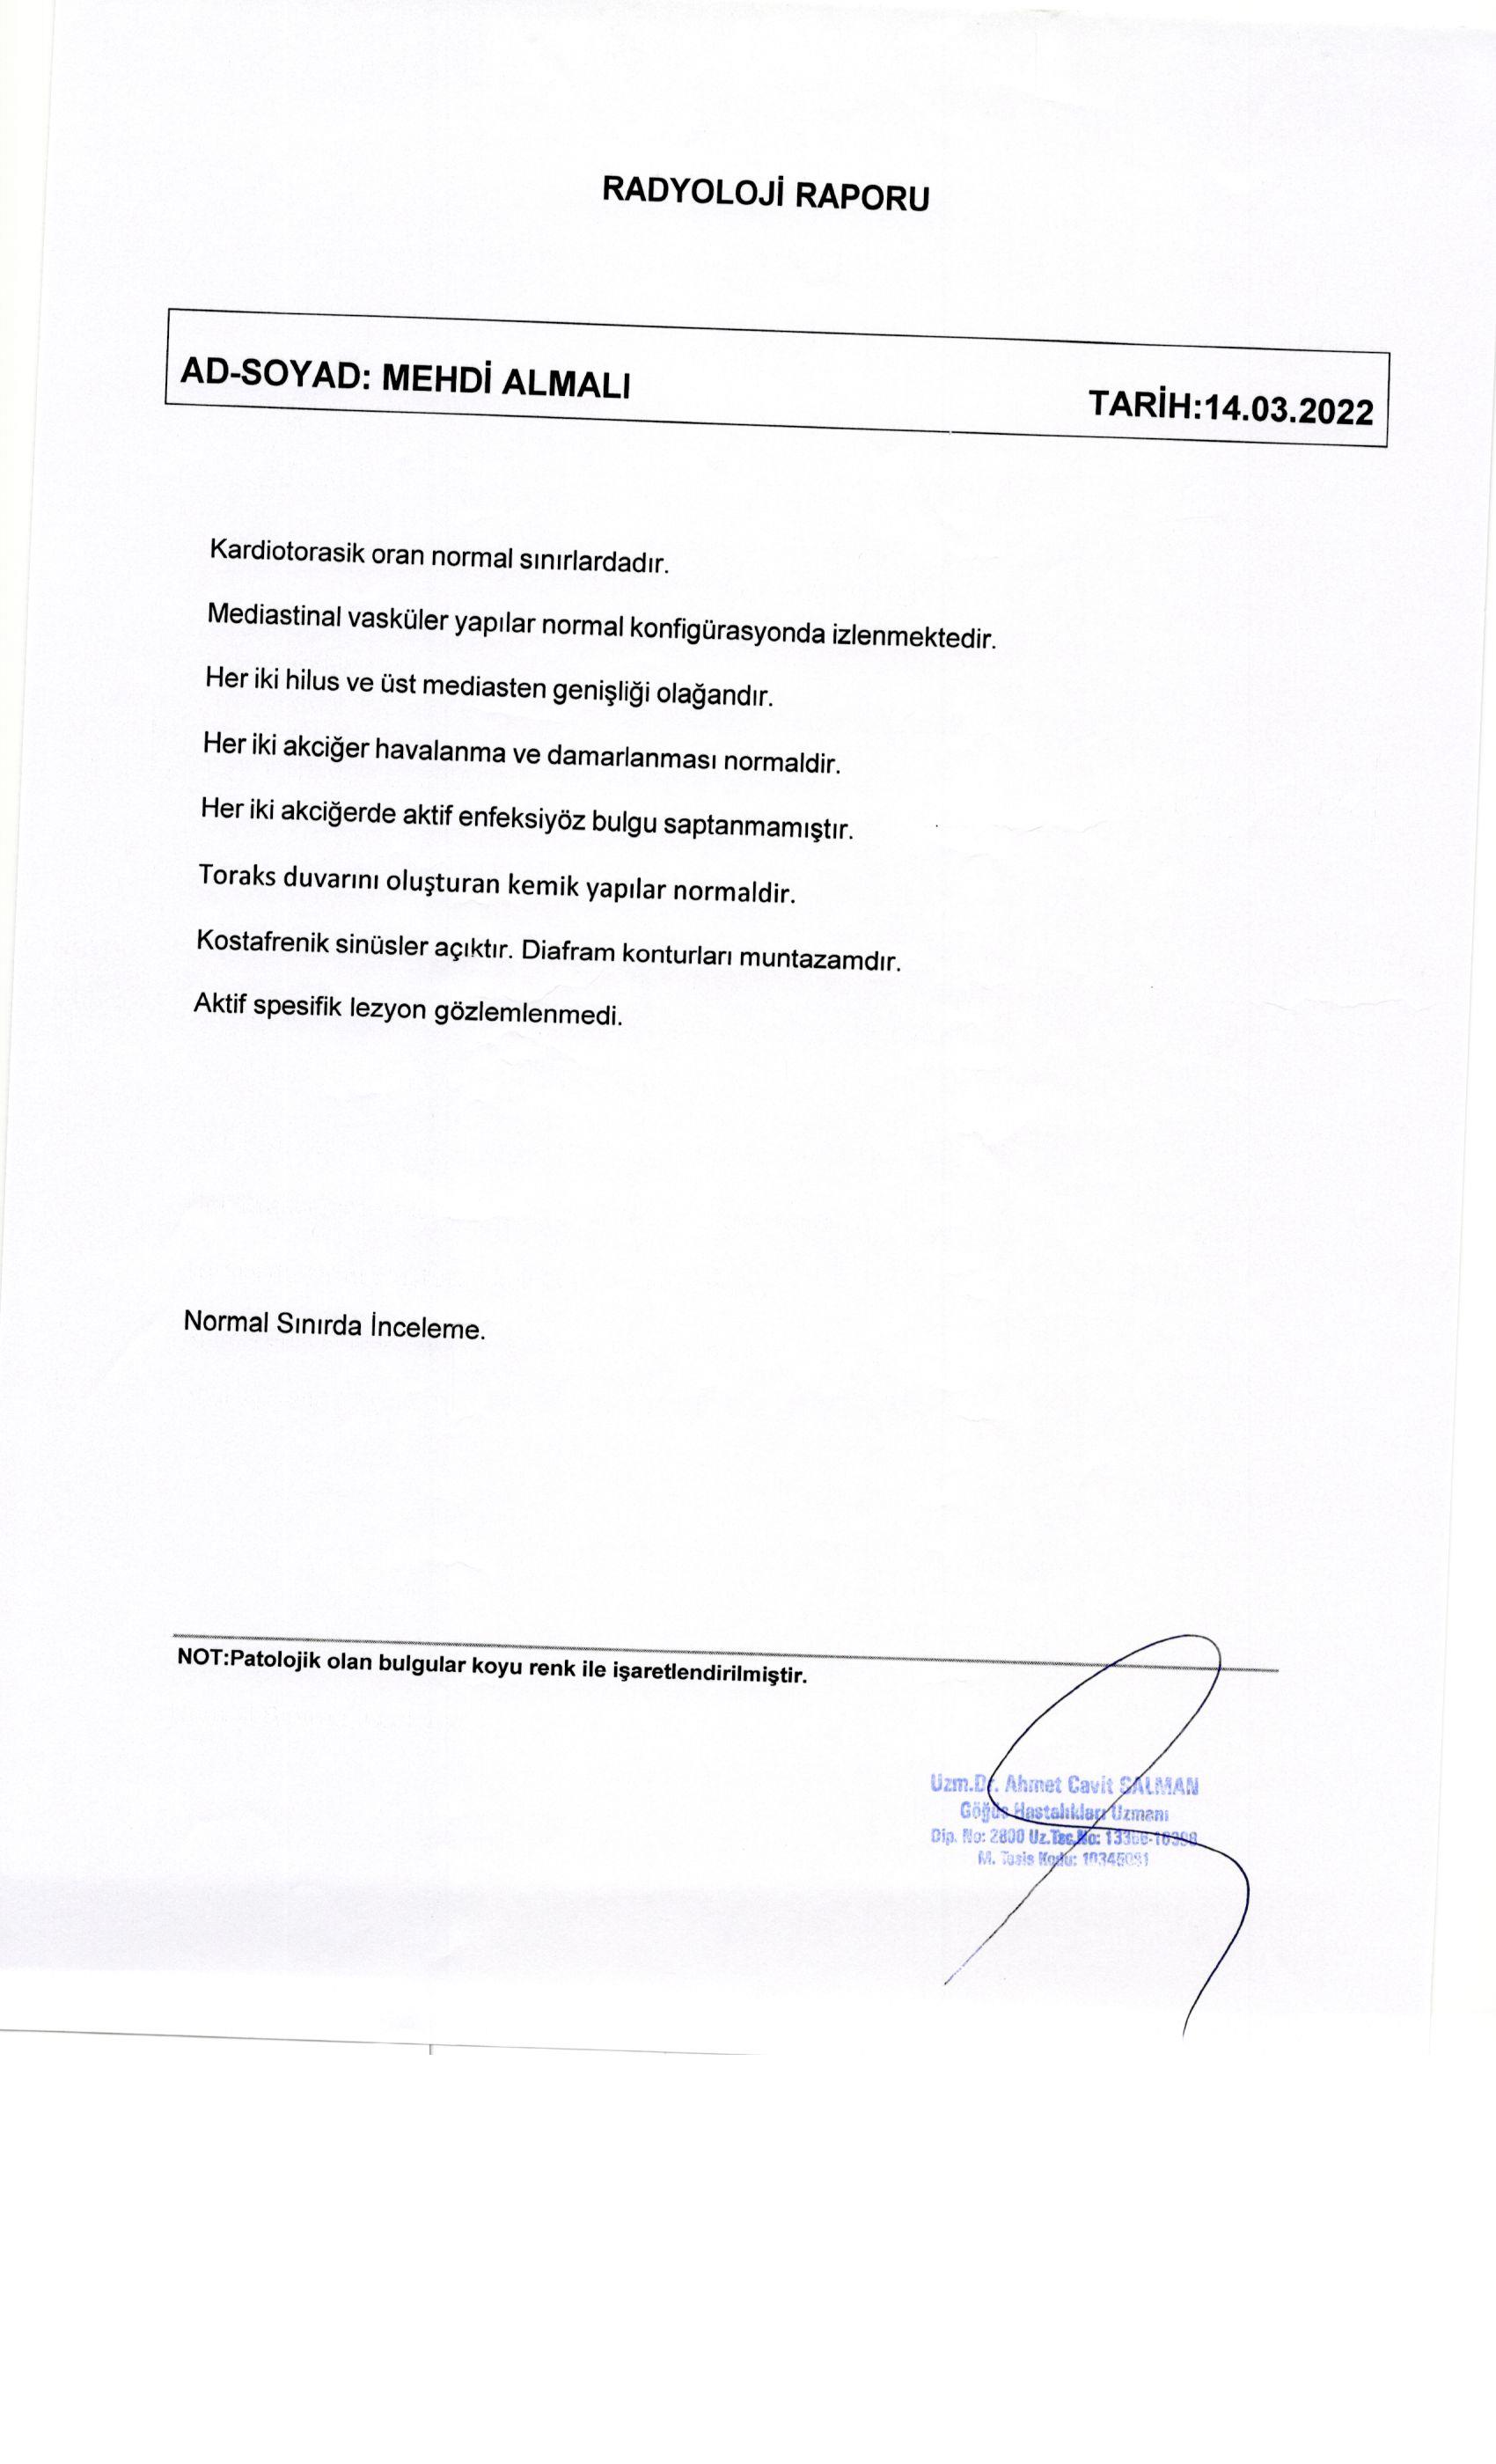 RADYOLOJİ RAPORU
AD-SOYAD: MEHDİ ALMALI
TARİH:14.03.2022
Kardiotorasik oran normal sınırlardadır.
Mediastinal vasküler yapılar normal konfigürasyonda izlenmektedir.
Her iki hilus ve üst mediasten genişliği olağandır.
Her iki akciğer havalanma ve damarlanması normaldir.
Her iki akciğerde aktif enfeksiyöz bulgu saptanmamıştır.
Toraks duvarını oluşturan kemik yapılar normaldir.
Kostafrenik sinüsler açıktır. Diafram konturları muntazamdır.
Aktif spesifik lezyon gözlemlenmedi.
Normal Sınırda İnceleme.
NOT:Patolojik olan bulgular koyu renk ile işaretlendirilmiştir.
Uzm.Dr. Ahmet Cavit SALMAN
Göğüs Hastalıkları Uzmanı
Dip. No: 2800 Uz.Tec.No:
M. Tesis Kodu: